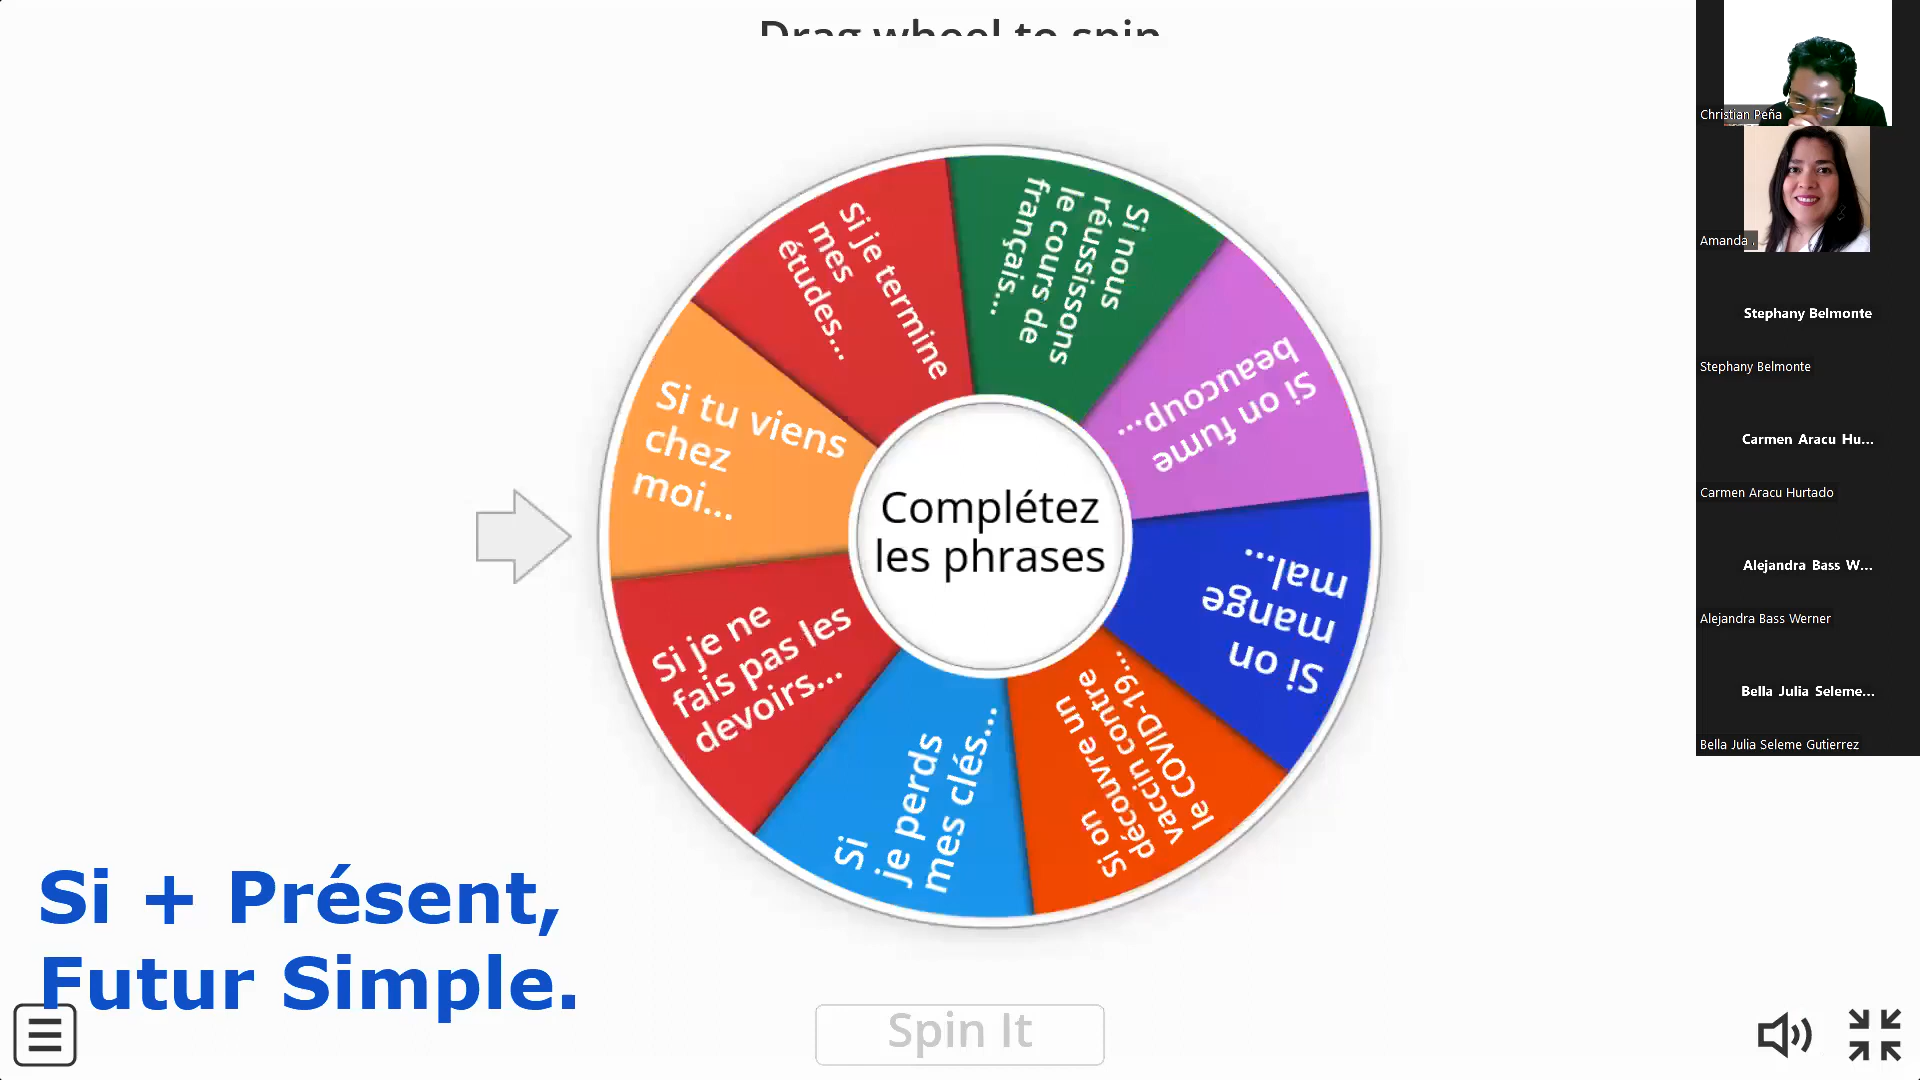 Drag wheel to spin
Si nous
réussissons
le cours de
français...
Si on fume
beaucoup...
Si on
mange
mal...
Si on
découvre un
vaccin contre
le COVID-19...
Si
je perds
mes clés...
Si je ne
fais pas les
devoirs...
Si tu viens
chez
moi...
Si je termine
mes
études...
Complétez
les phrases
Si + Présent,
Futur Simple.
Spin It
Christian Peña
Amanda .
Stephany Belmonte
Stephany Belmonte
Carmen Aracu Hu...
Carmen Aracu Hurtado
Alejandra Bass W...
Alejandra Bass Werner
Bella Julia Seleme...
Bella Julia Seleme Gutierrez